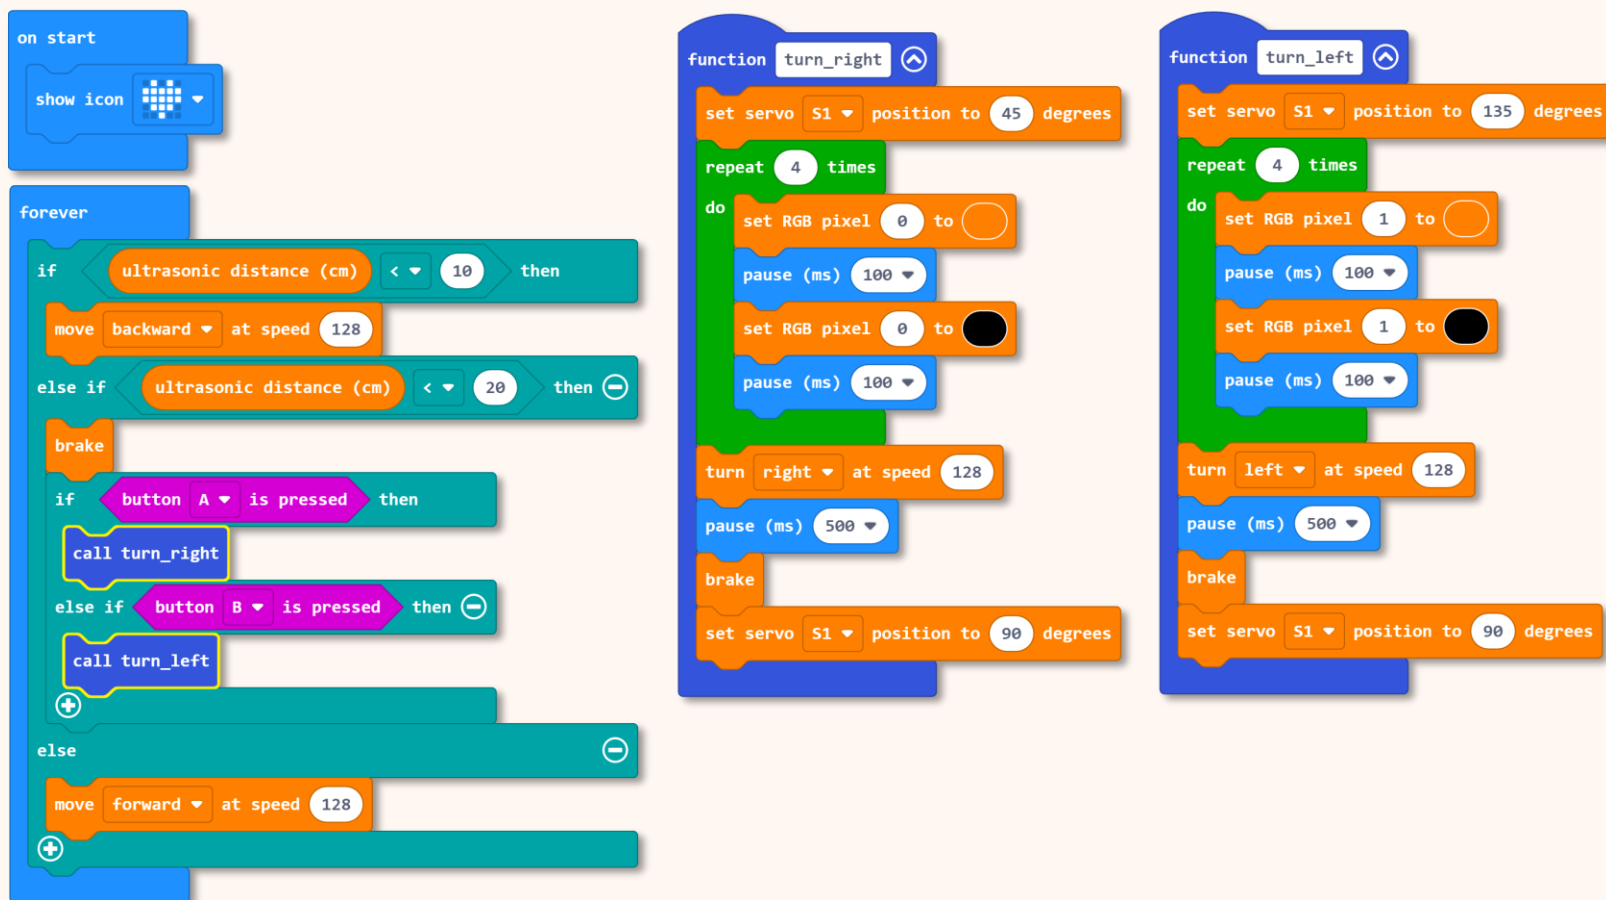 on start
show icon
forever
if ultrasonic distance (cm) < 10 then
move backward at speed 128
else if ultrasonic distance (cm) < 20 then
brake
if button A is pressed then
call turn_right
else if button B is pressed then
call turn_left
else
move forward at speed 128
function turn_right
set servo S1 position to 45 degrees
repeat 4 times
do set RGB pixel 0 to
pause (ms) 100
set RGB pixel 0 to
pause (ms) 100
turn right at speed 128
pause (ms) 500
brake
set servo S1 position to 90 degrees
function turn_left
set servo S1 position to 135 degrees
repeat 4 times
do set RGB pixel 1 to
pause (ms) 100
set RGB pixel 1 to
pause (ms) 100
turn left at speed 128
pause (ms) 500
brake
set servo S1 position to 90 degrees